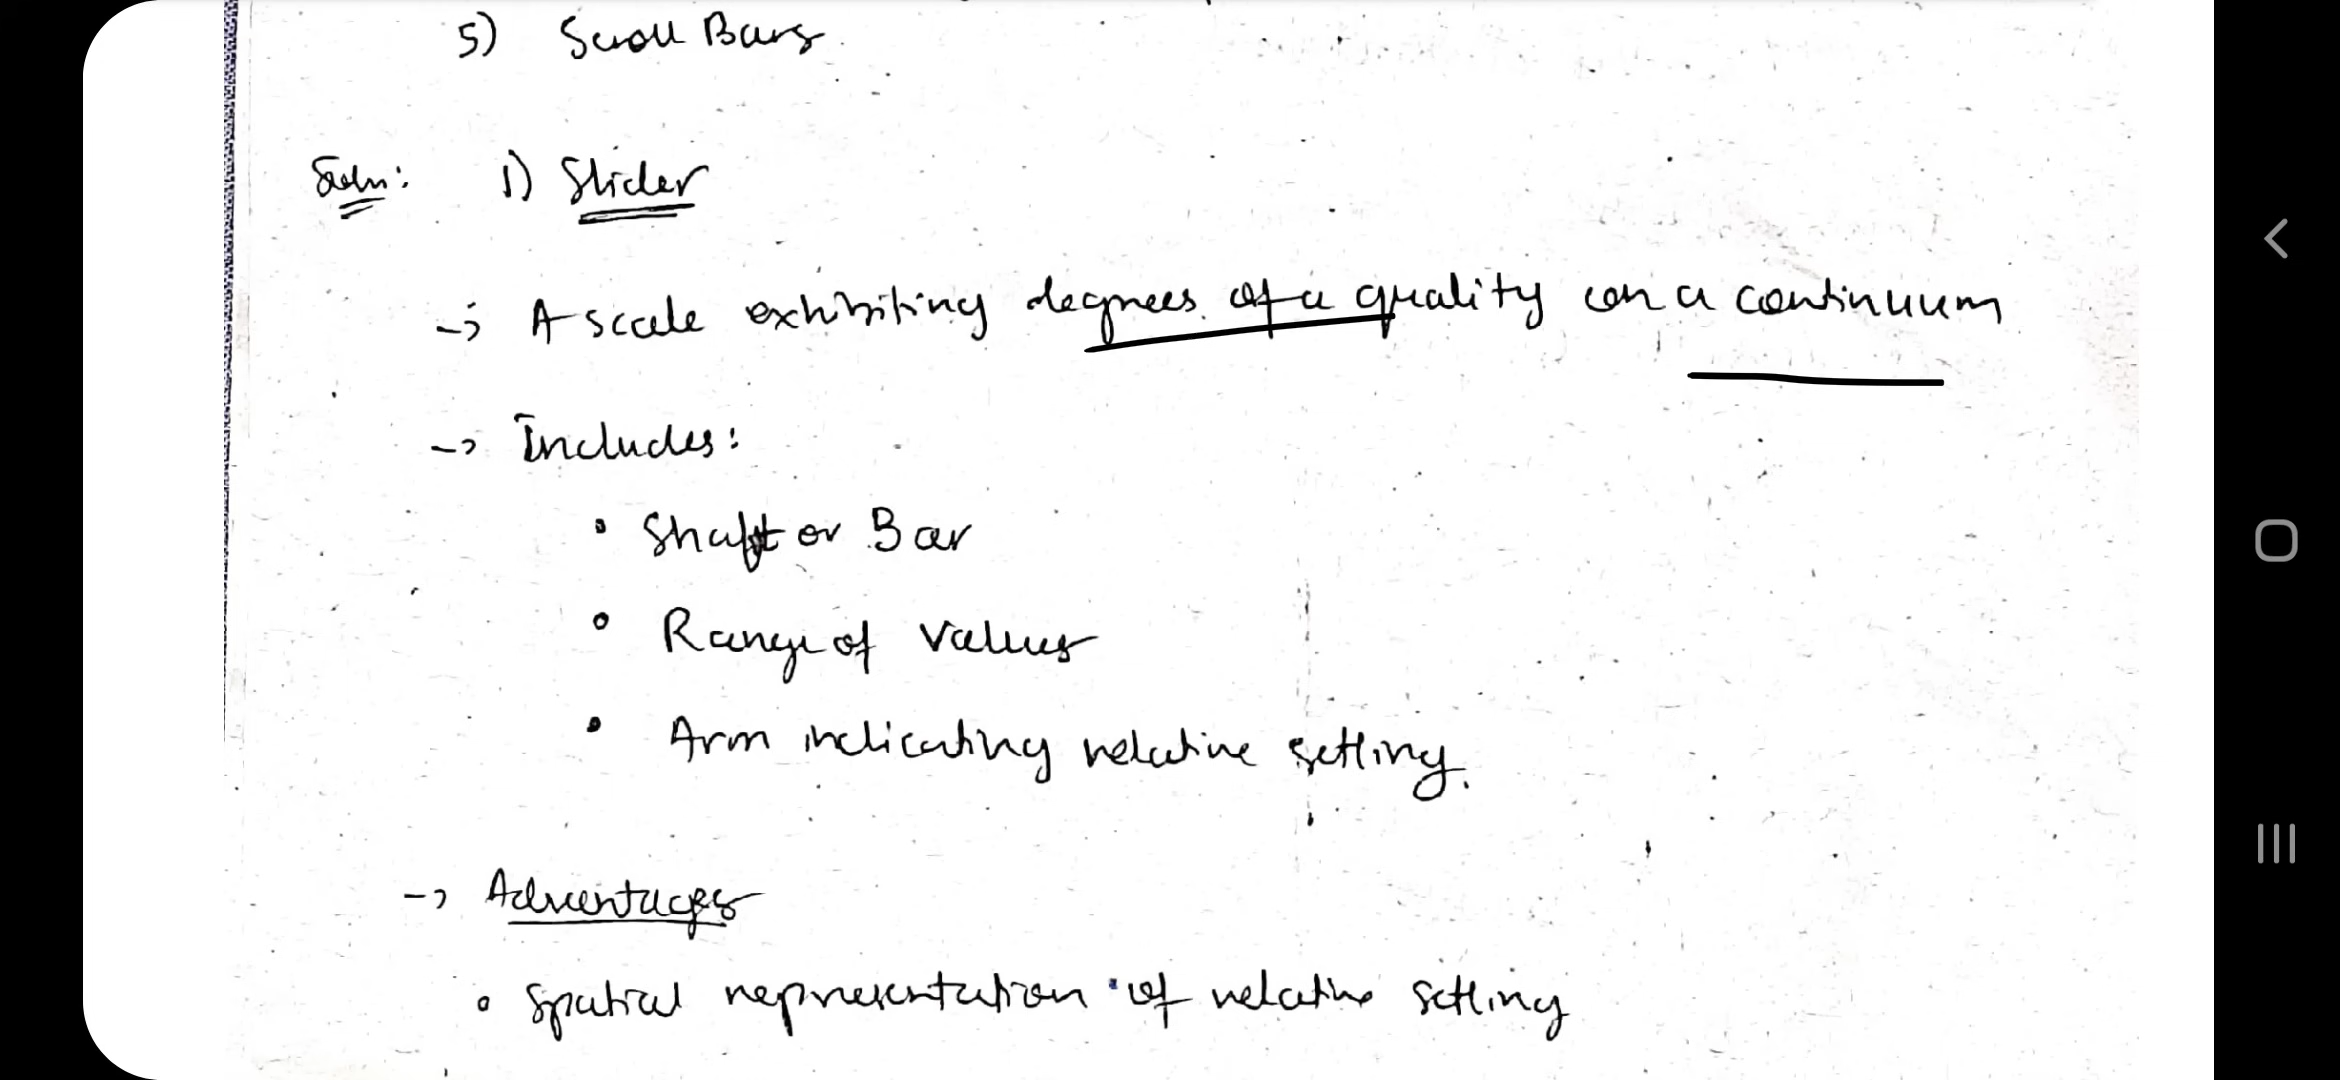 5) Scroll Bars
Soln: 1) Slider
-> A scale exhibiting degrees of a quality on a continuum
-> Includes:
• Shaft or Bar
• Range of values
• Arm indicating relative setting.
-> Advantages
• Spatial representation of relative setting